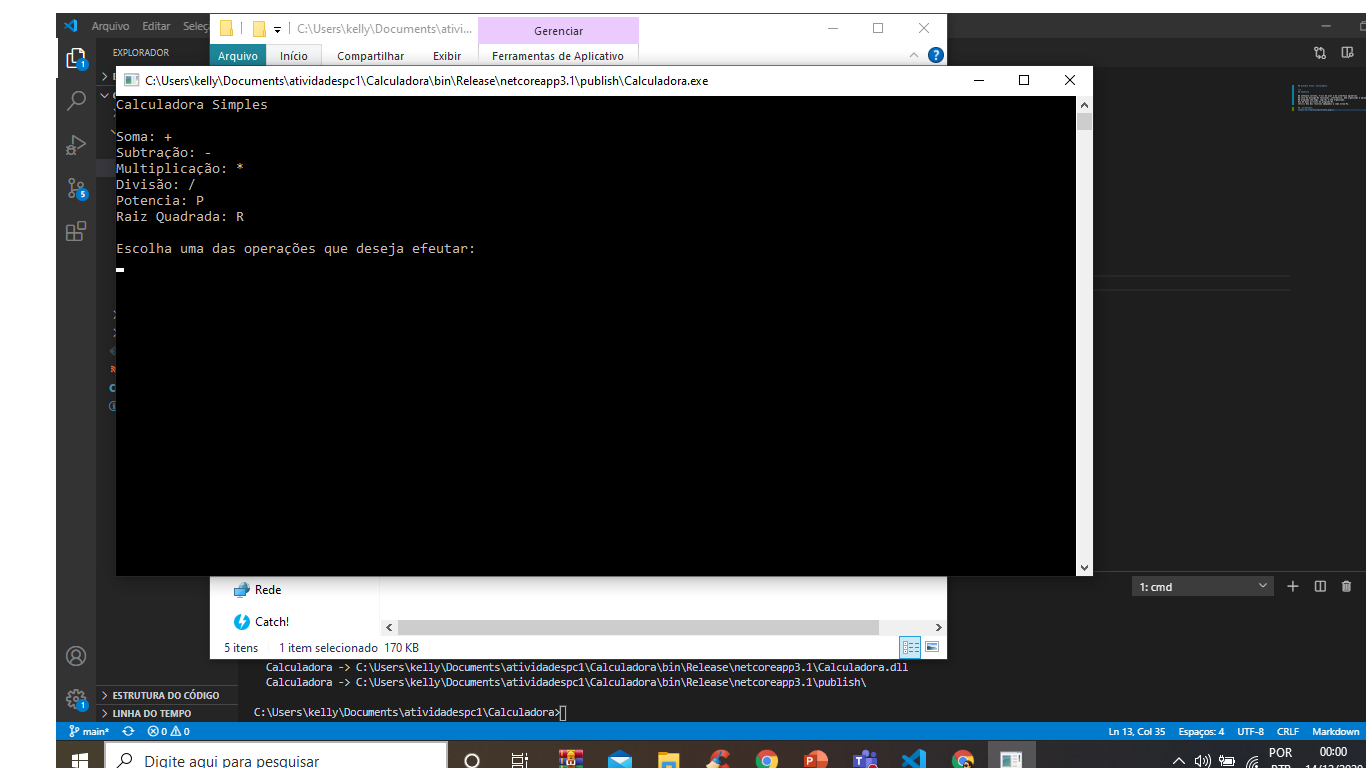 Arquivo Editar Seleç
C:\Users\kelly\Documents\ativi...
Gerenciar
EXPLORADOR
Arquivo Início Compartilhar Exibir Ferramentas de Aplicativo
C:\Users\kelly\Documents\atividadespc1\Calculadora\bin\Release\netcoreapp3.1\publish\Calculadora.exe
Calculadora Simples
Soma: +
Subtração: -
Multiplicação: *
Divisão: /
Potencia: P
Raiz Quadrada: R
Escolha uma das operações que deseja efeutar:
1
5
1: cmd
Rede
Catch!
5 itens 1 item selecionado 170 KB
Calculadora -> C:\Users\kelly\Documents\atividadespc1\Calculadora\bin\Release\netcoreapp3.1\Calculadora.dll
Calculadora -> C:\Users\kelly\Documents\atividadespc1\Calculadora\bin\Release\netcoreapp3.1\publish\
1
ESTRUTURA DO CÓDIGO
LINHA DO TEMPO
C:\Users\kelly\Documents\atividadespc1\Calculadora>
main* 0 0 Ln 13, Col 35 Espaços: 4 UTF-8 CRLF Markdown
Digite aqui para pesquisar
POR
00:00